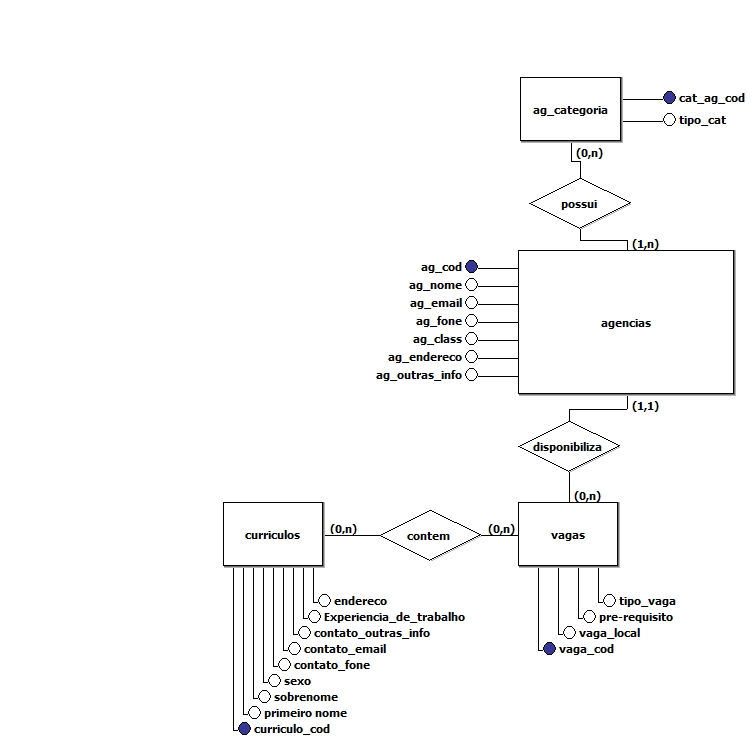 cat_ag_cod
ag_categoria
tipo_cat
(0,n)
possui
(1,n)
ag_cod
ag_nome
ag_email
ag_fone
agencias
ag_class
ag_endereco
ag_outras_info
(1,1)
disponibiliza
(0,n)
curriculos
(0,n)
contem
(0,n)
vagas
endereco
Experiencia_de_trabalho
contato_outras_info
contato_email
contato_fone
sexo
sobrenome
primeiro nome
curriculo_cod
tipo_vaga
pre-requisito
vaga_local
vaga_cod